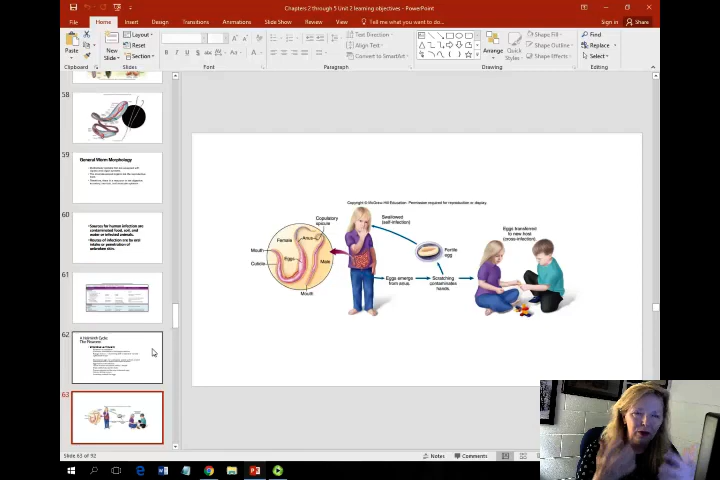 Chapters 2 through 5 Unit 2 learning objectives - PowerPoint
Sign in
Share
File
Home
Insert
Design
Transitions
Animations
Slide Show
Review
View
Tell me what you want to do...
Paste
New
Slide
Layout
Reset
Section
Text Direction
Align Text
Convert to SmartArt
Arrange
Quick
Styles
Shape Fill
Shape Outline
Shape Effects
Find
Replace
Select
Clipboard
Slides
Font
Paragraph
Drawing
Editing
58
59
General Worm Morphology
60
Sources for human infection are
contaminated food, soil, and
water or infected animals.
Routes of infection are by oral
intake or penetration of
unbroken skin.
61
62
A Helminth Cycle:
The Pinworm
63
Copyright © McGraw Hill Education. Permission required for reproduction or display.
Copulatory
spicule
Female
Anus
Mouth
Cuticle
Eggs
Male
Mouth
Swallowed
(self-infection)
Fertile
egg
Eggs emerge
from anus.
Scratching
contaminates
hands.
Eggs transferred
to new host
(cross-infection)
Slide 63 of 92
Notes
Comments